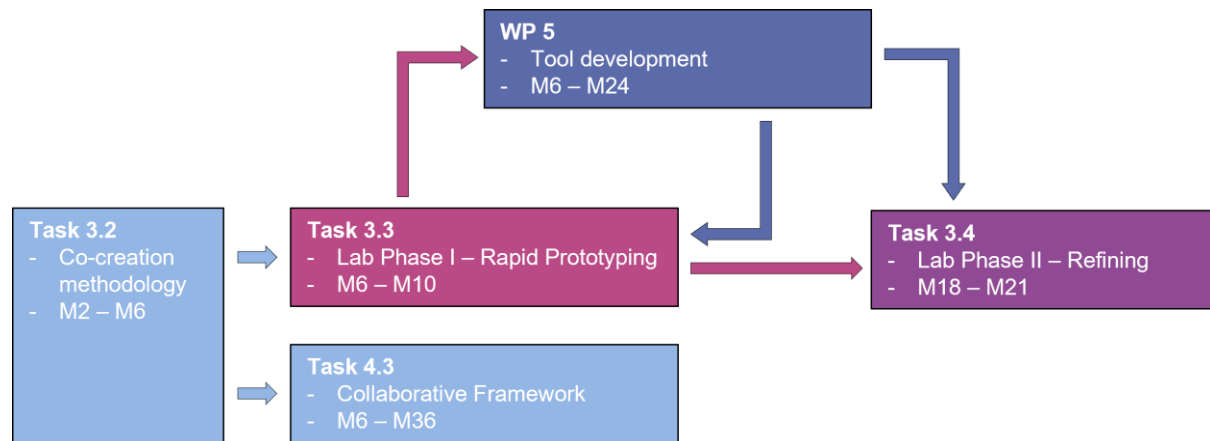 WP 5
- Tool development
- M6 – M24
Task 3.2
- Co-creation
methodology
- M2 – M6
Task 3.3
- Lab Phase I – Rapid Prototyping
- M6 – M10
Task 3.4
- Lab Phase II – Refining
- M18 – M21
Task 4.3
- Collaborative Framework
- M6 – M36